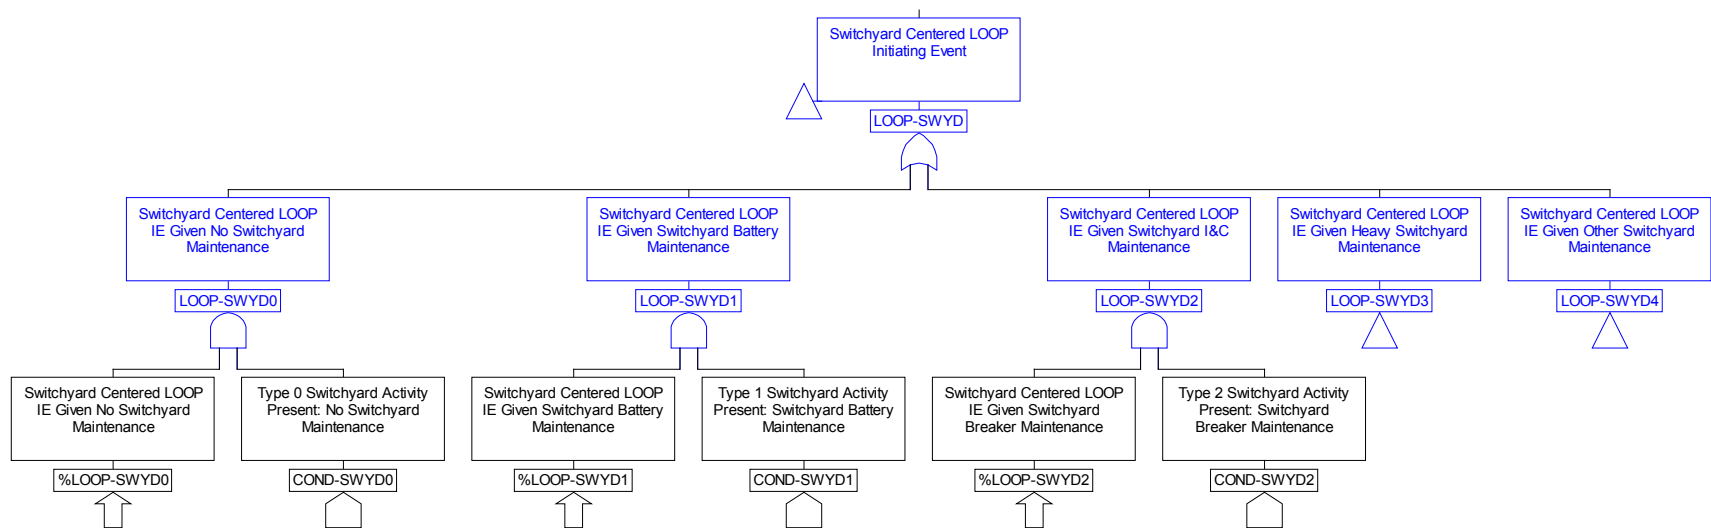 Switchyard Centered LOOP
Initiating Event
LOOP-SWYD
Switchyard Centered LOOP
IE Given No Switchyard
Maintenance
LOOP-SWYD0
Switchyard Centered LOOP
IE Given Switchyard Battery
Maintenance
LOOP-SWYD1
Switchyard Centered LOOP
IE Given Switchyard I&C
Maintenance
LOOP-SWYD2
Switchyard Centered LOOP
IE Given Heavy Switchyard
Maintenance
LOOP-SWYD3
Switchyard Centered LOOP
IE Given Other Switchyard
Maintenance
LOOP-SWYD4
Switchyard Centered LOOP
IE Given No Switchyard
Maintenance
%LOOP-SWYD0
Type 0 Switchyard Activity
Present: No Switchyard
Maintenance
COND-SWYD0
Switchyard Centered LOOP
IE Given Switchyard Battery
Maintenance
%LOOP-SWYD1
Type 1 Switchyard Activity
Present: Switchyard Battery
Maintenance
COND-SWYD1
Switchyard Centered LOOP
IE Given Switchyard
Breaker Maintenance
%LOOP-SWYD2
Type 2 Switchyard Activity
Present: Switchyard
Breaker Maintenance
COND-SWYD2